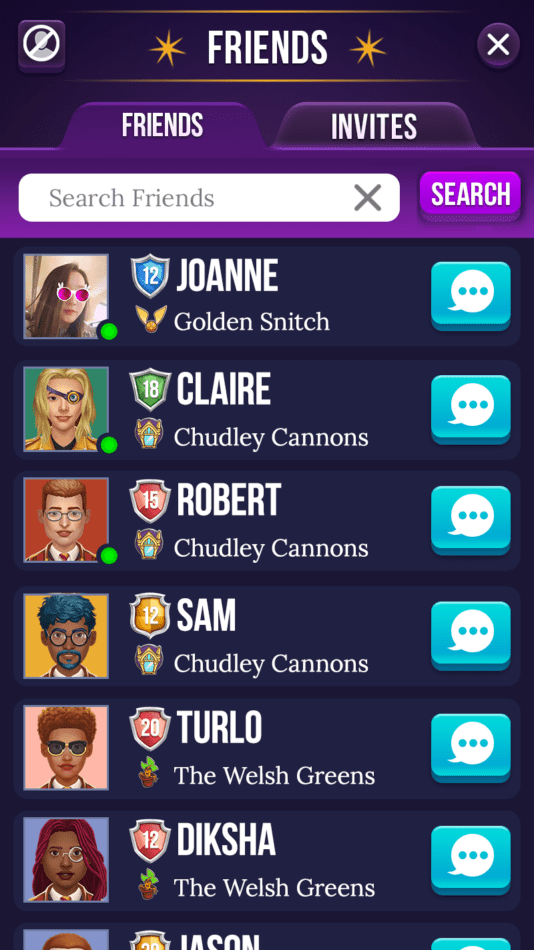 FRIENDS
FRIENDS
INVITES
Search Friends
SEARCH
12 JOANNE
Golden Snitch
18 CLAIRE
Chudley Cannons
15 ROBERT
Chudley Cannons
12 SAM
Chudley Cannons
20 TURLO
The Welsh Greens
12 DIKSHA
The Welsh Greens
JASON